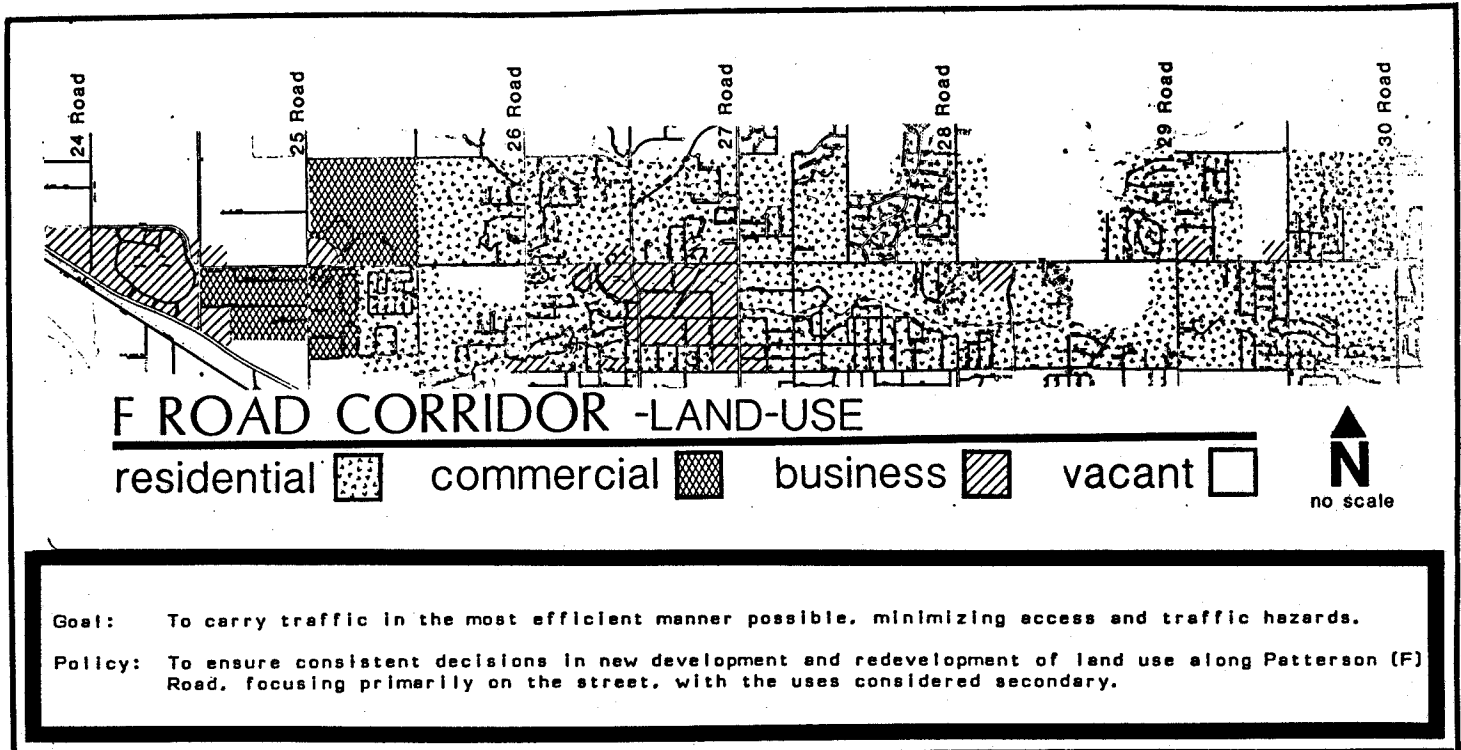 24 Road
25 Road
26 Road
27 Road
28 Road
29 Road
30 Road
F ROAD CORRIDOR -LAND-USE
residential commercial business vacant
N
no scale
Goal: To carry traffic in the most efficient manner possible, minimizing access and traffic hazards.
Policy: To ensure consistent decisions in new development and redevelopment of land use along Patterson (F)
Road, focusing primarily on the street, with the uses considered secondary.